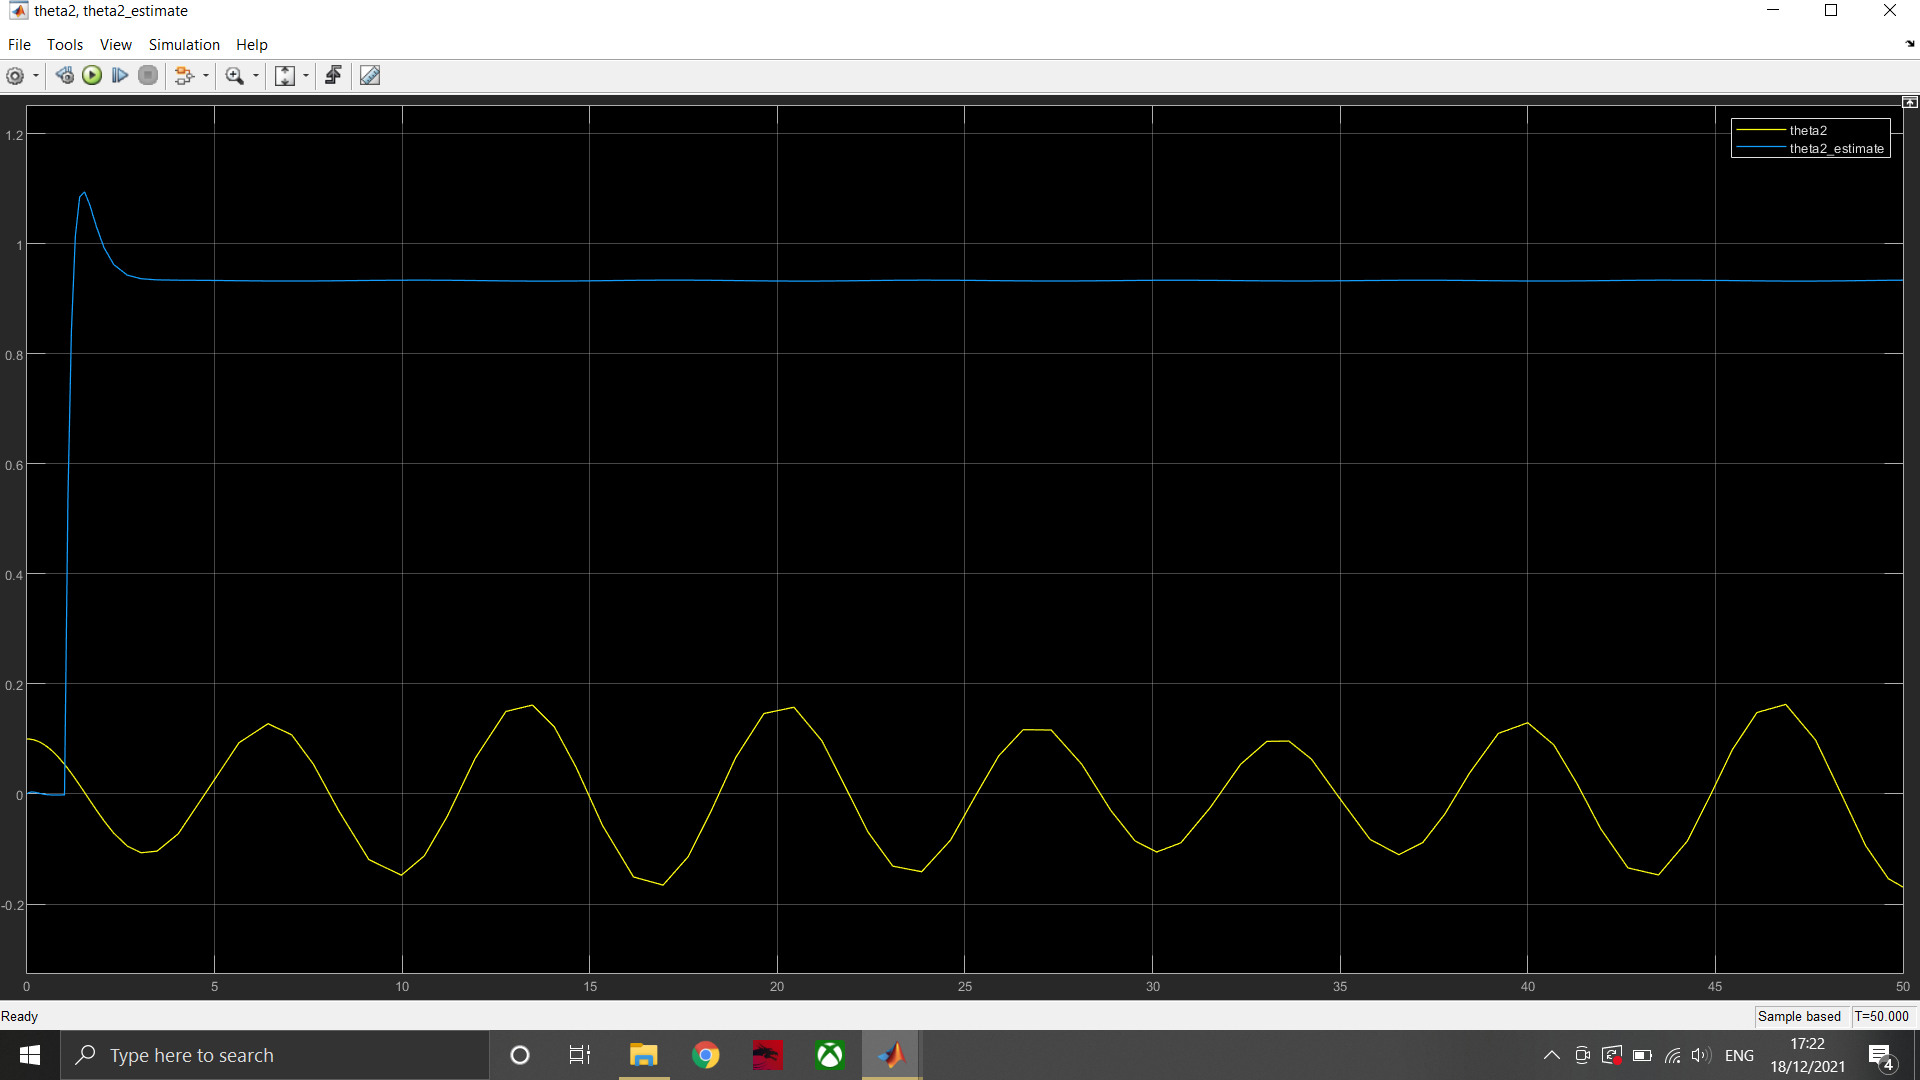 theta2, theta2_estimate
File Tools View Simulation Help
theta2
theta2_estimate
1.2
1
0.8
0.6
0.4
0.2
0
-0.2
0 5 10 15 20 25 30 35 40 45 50
Ready
Sample based T=50.000
Type here to search
ENG
17:22
18/12/2021
4